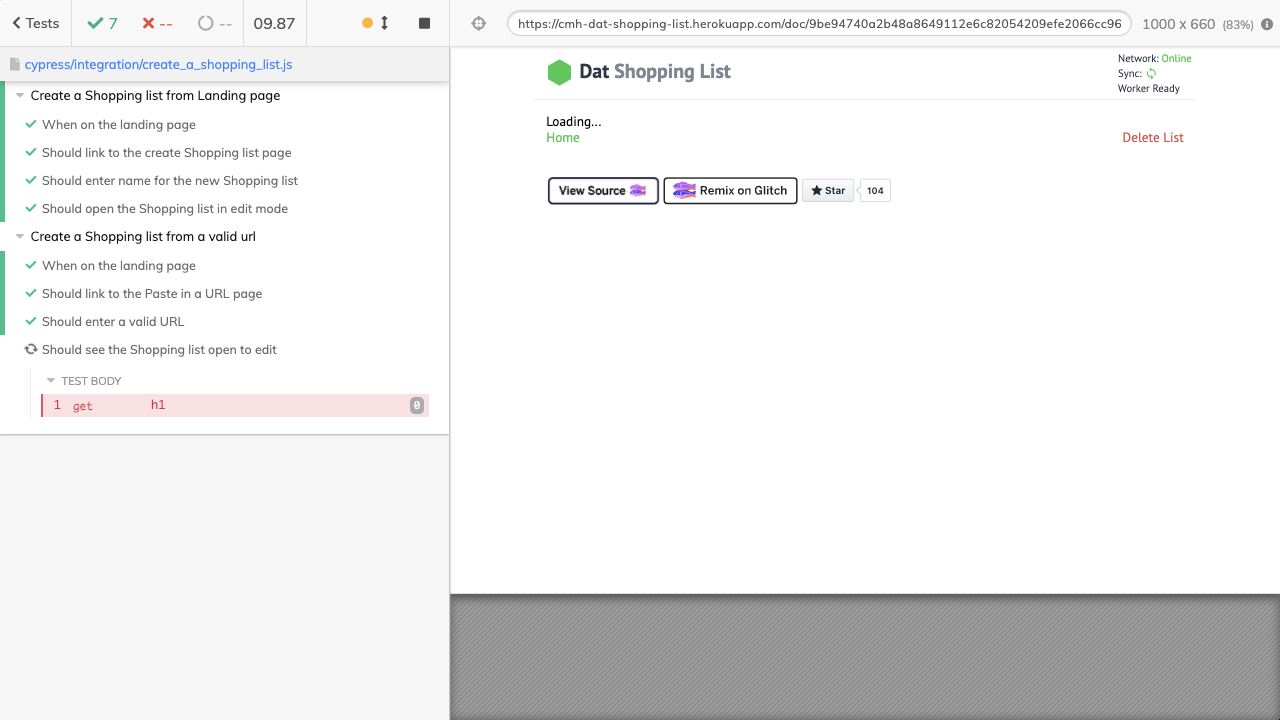 Tests
7
--
--
09.87
https://cmh-dat-shopping-list.herokuapp.com/doc/9be94740a2b48a8649112e6c82054209efe2066cc96
1000 x 660 (83%)
cypress/integration/create_a_shopping_list.js
Create a Shopping list from Landing page
When on the landing page
Should link to the create Shopping list page
Should enter name for the new Shopping list
Should open the Shopping list in edit mode
Create a Shopping list from a valid url
When on the landing page
Should link to the Paste in a URL page
Should enter a valid URL
Should see the Shopping list open to edit
TEST BODY
1 get h1 0
Dat Shopping List
Network: Online
Sync:
Worker Ready
Loading...
Home
Delete List
View Source
Remix on Glitch
Star
104